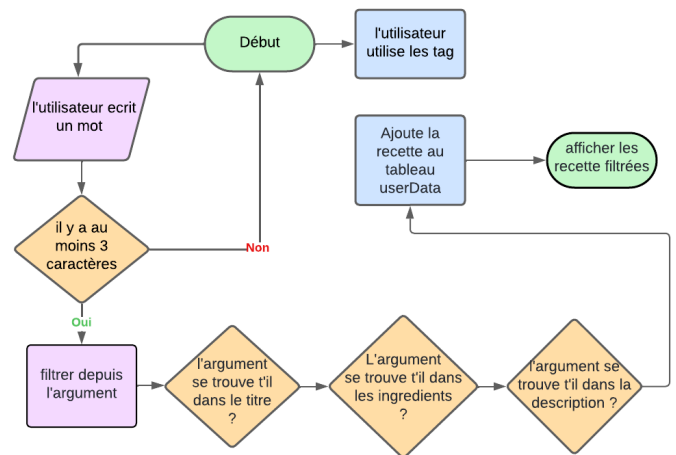 Début
l'utilisateur
utilise les tag
l'utilisateur ecrit
un mot
Ajoute la
recette au
tableau
userData
afficher les
recette filtrées
il y a au
moins 3
caractères
Non
Oui
filtrer depuis
l'argument
l'argument
se trouve t'il
dans le titre
?
L'argument
se trouve t'il dans
les ingredients
?
l'argument se
trouve t'il dans la
description ?